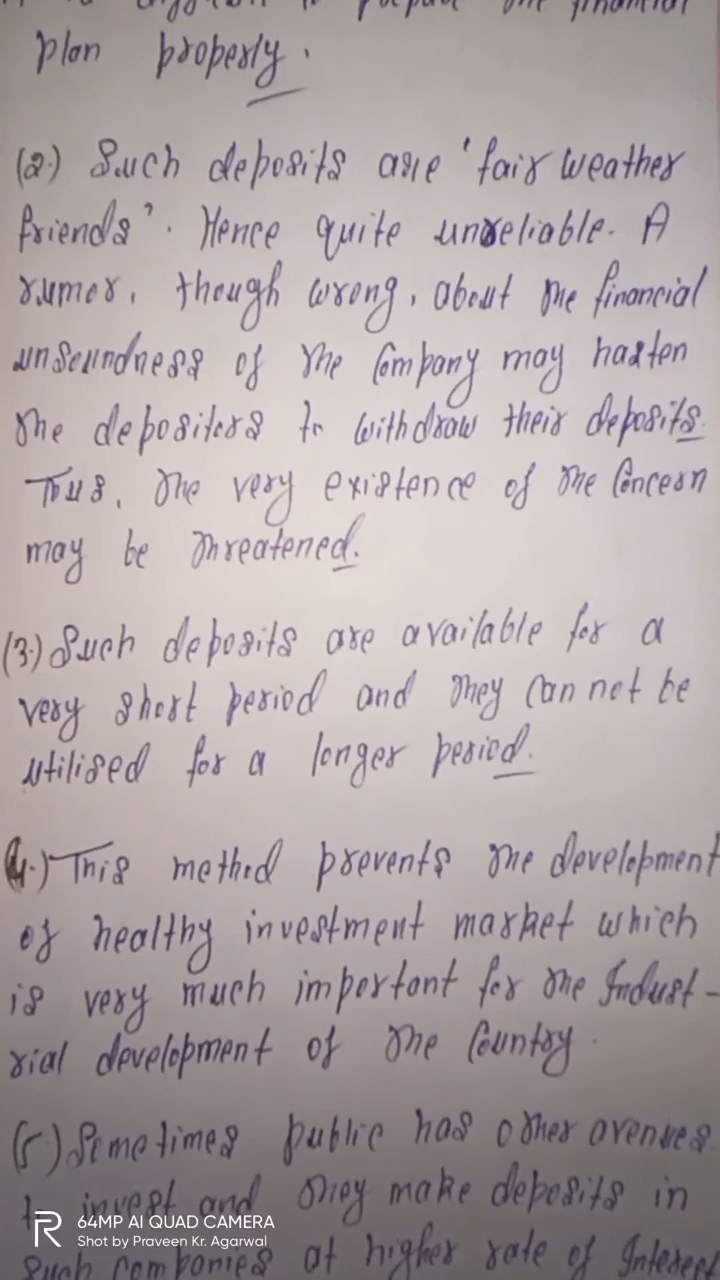 prepare the financial
plan properly.
(2.) Such deposits are 'fair weather
friends'. Hence quite unreliable. A
rumor, though wrong, about the financial
unsoundness of the Company may hasten
the depositers to withdraw their deposits.
Thus, the very existence of the Concern
may be threatened.
(3.) Such deposits are available for a
very short period and they can not be
utilised for a longer period.
(4.) This method prevents the development
of healthy investment market which
is very much important for the Indust-
rial development of the Country.
(5.) Sometimes public has other avenues
to invest and they make deposits in
such companies at higher rate of Interest
R
64MP AI QUAD CAMERA
Shot by Praveen Kr. Agarwal